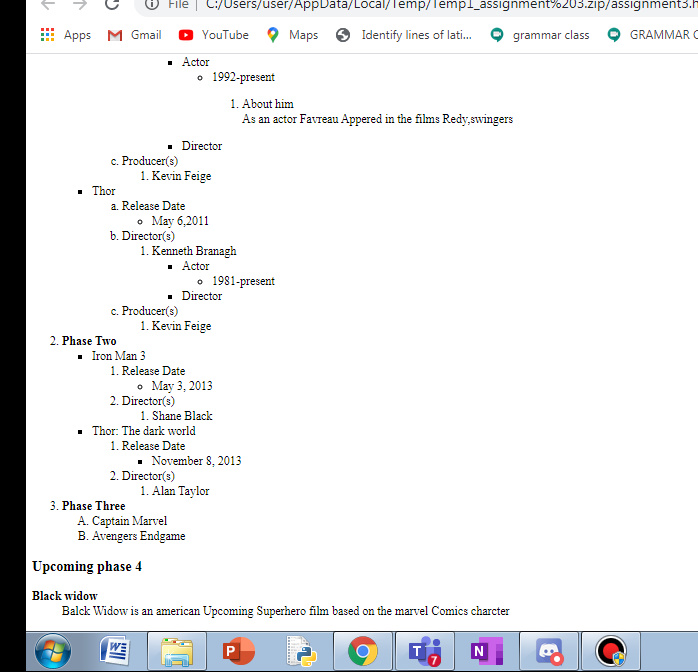 File | C:/Users/user/AppData/Local/Temp/Temp1_assignment%203.zip/assignment3.h
Apps Gmail YouTube Maps Identify lines of lati... grammar class GRAMMAR C
▪ Actor
◦ 1992-present
1. About him
As an actor Favreau Appered in the films Redy,swingers
▪ Director
c. Producer(s)
1. Kevin Feige
▪ Thor
a. Release Date
◦ May 6,2011
b. Director(s)
1. Kenneth Branagh
▪ Actor
◦ 1981-present
▪ Director
c. Producer(s)
1. Kevin Feige
2. Phase Two
▪ Iron Man 3
1. Release Date
◦ May 3, 2013
2. Director(s)
1. Shane Black
▪ Thor: The dark world
1. Release Date
▪ November 8, 2013
2. Director(s)
1. Alan Taylor
3. Phase Three
A. Captain Marvel
B. Avengers Endgame
Upcoming phase 4
Black widow
Balck Widow is an american Upcoming Superhero film based on the marvel Comics charcter
W P T 7 N